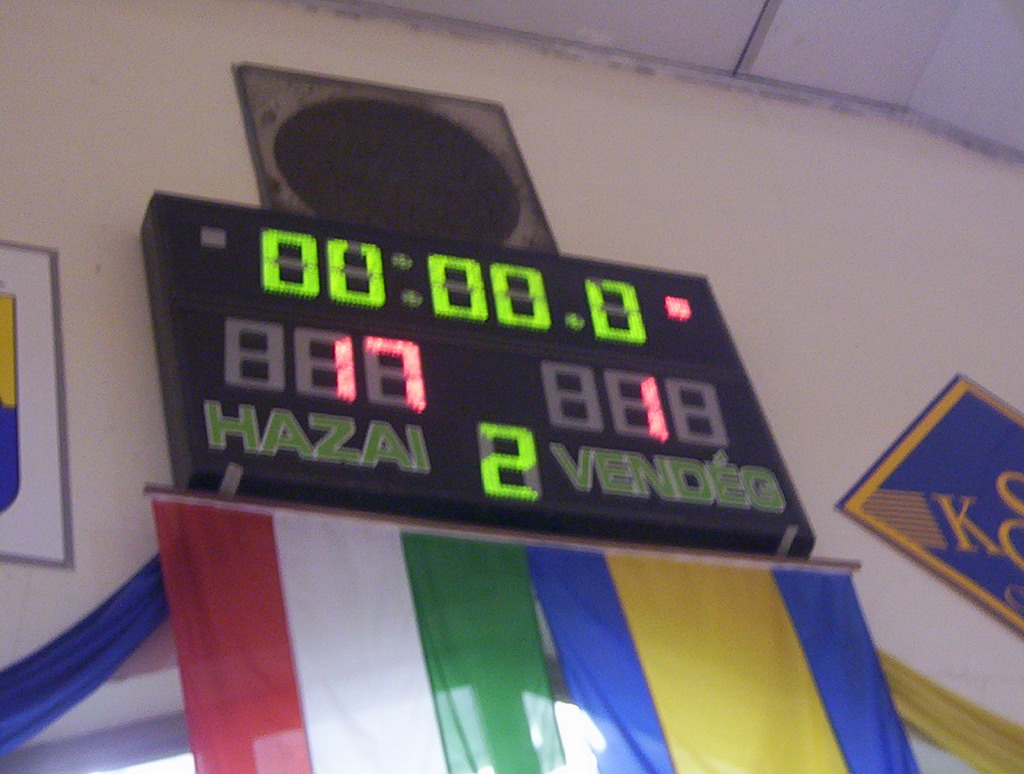 00:00.0
17 1
HAZAI 2 VENDÉG
K